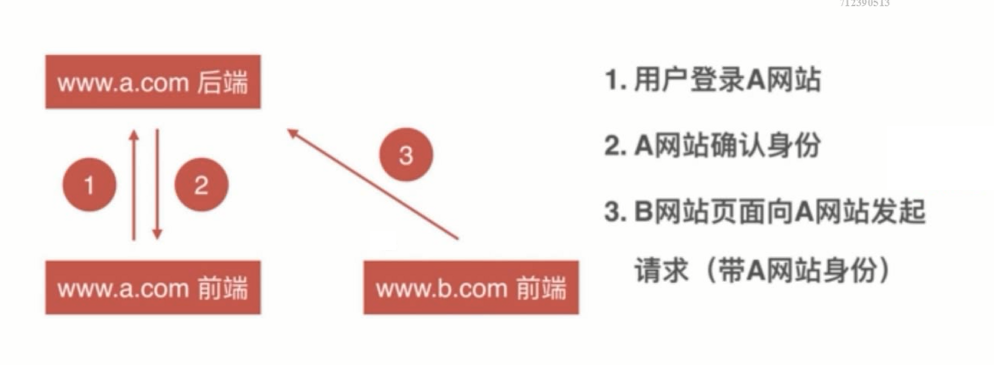 712390513
www.a.com 后端
1. 用户登录A网站
2. A网站确认身份
3
1
2
3. B网站页面向A网站发起
请求（带A网站身份）
www.a.com 前端
www.b.com 前端